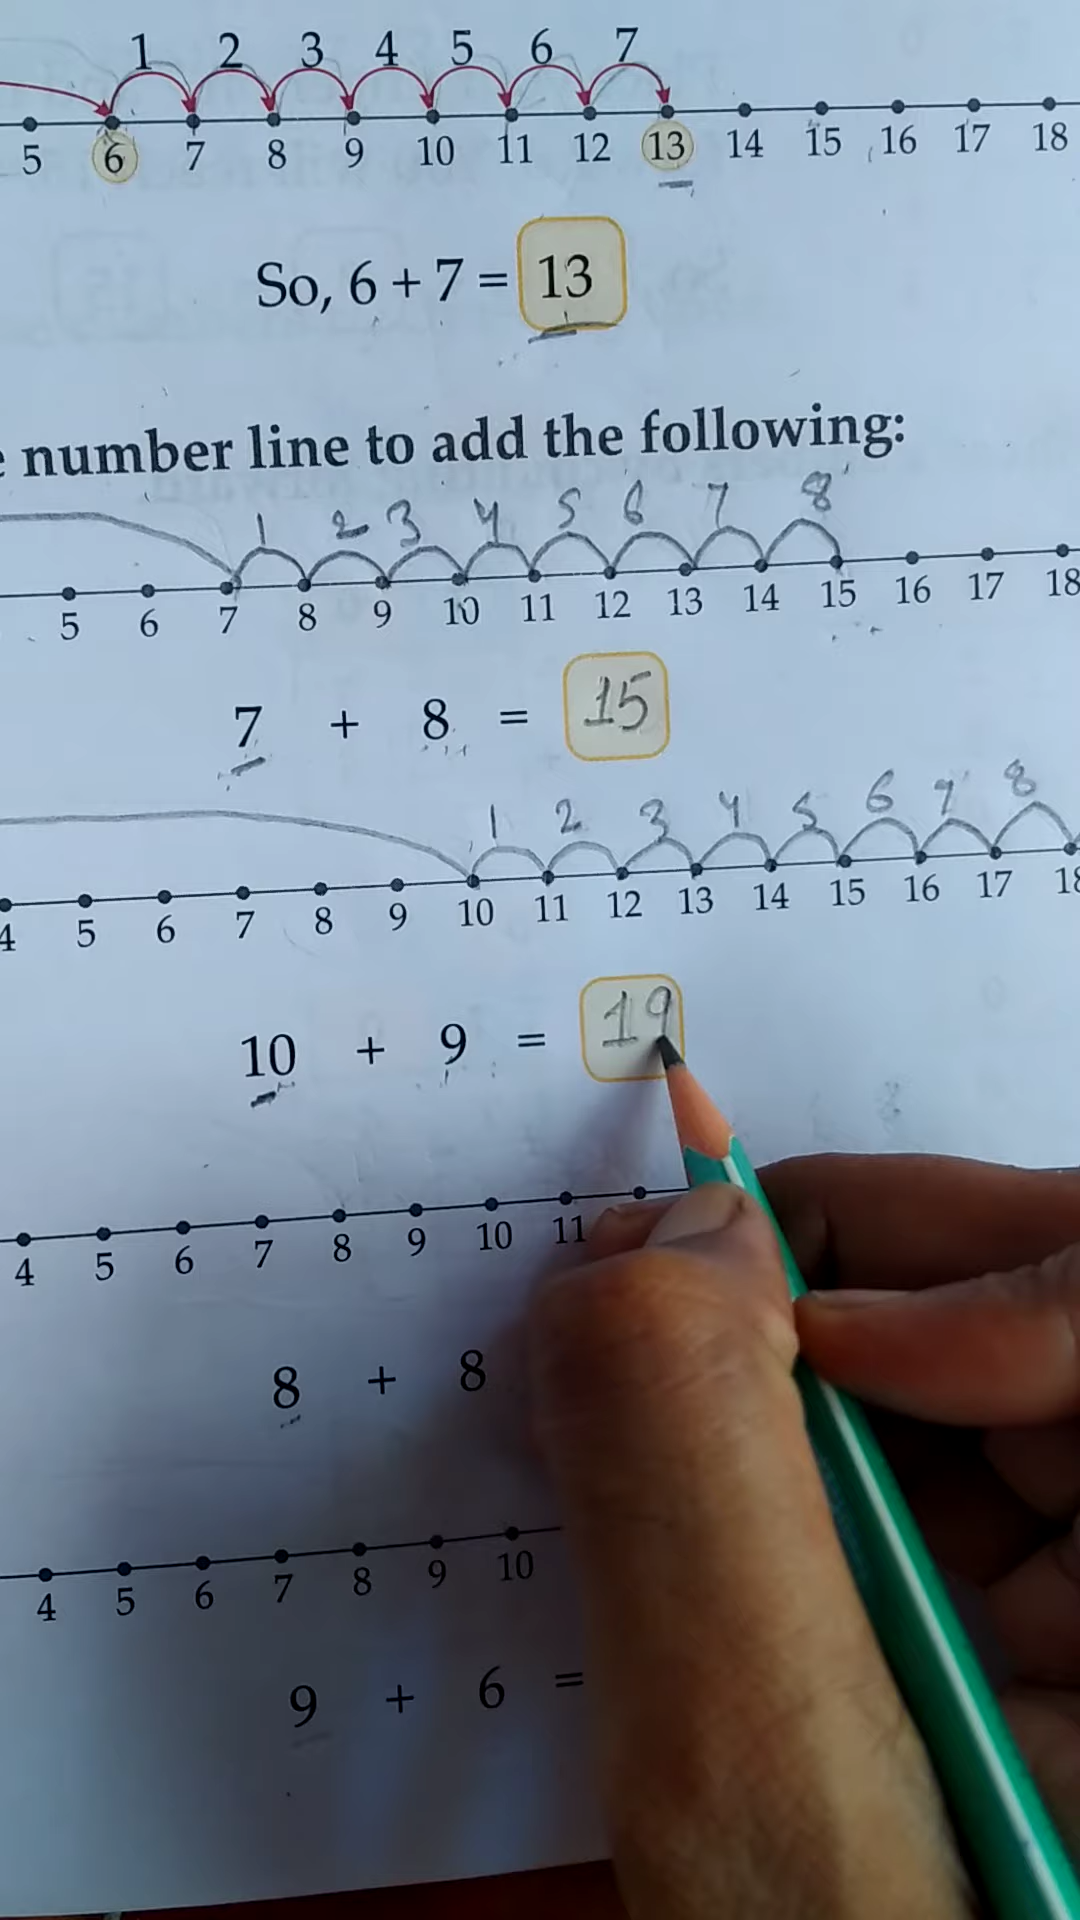 1 2 3 4 5 6 7
5 6 7 8 9 10 11 12 13 14 15 16 17 18
So, 6 + 7 = 13
number line to add the following:
1 2 3 4 5 6 7 8
5 6 7 8 9 10 11 12 13 14 15 16 17 18
7 + 8 = 15
1 2 3 4 5 6 7 8
4 5 6 7 8 9 10 11 12 13 14 15 16 17 18
10 + 9 = 19
4 5 6 7 8 9 10 11
8 + 8
4 5 6 7 8 9 10
9 + 6 =